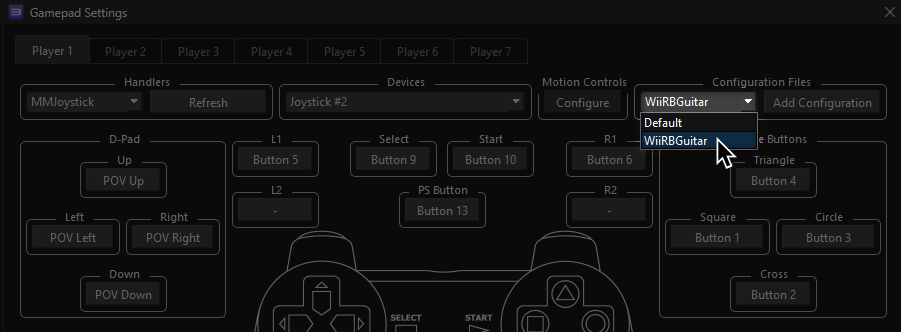 Gamepad Settings
Player 1 Player 2 Player 3 Player 4 Player 5 Player 6 Player 7
Handlers Devices Motion Controls Configuration Files
MMJoystick Refresh Joystick #2 Configure WiiRBGuitar Add Configuration
Default
WiiRBGuitar
D-Pad L1 Select Start R1 Buttons
Up Button 5 Button 9 Button 10 Button 6 Triangle
POV Up Button 4
L2 PS Button R2
- Button 13 -
Left Right Square Circle
POV Left POV Right Button 1 Button 3
Down Cross
POV Down Button 2
SELECT START